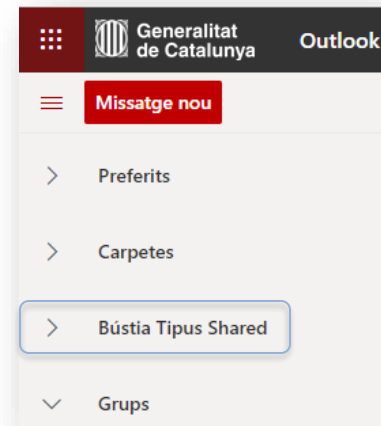 Generalitat
de Catalunya
Outlook
Missatge nou
Preferits
Carpetes
Bústia Tipus Shared
Grups